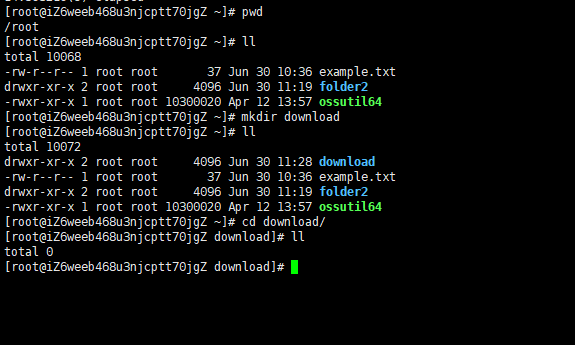 [root@iZ6weeb468u3njcptt70jgZ ~]# pwd
/root
[root@iZ6weeb468u3njcptt70jgZ ~]# ll
total 10068
-rw-r--r-- 1 root root       37 Jun 30 10:36 example.txt
drwxr-xr-x 2 root root     4096 Jun 30 11:19 folder2
-rwxr-xr-x 1 root root 10300020 Apr 12 13:57 ossutil64
[root@iZ6weeb468u3njcptt70jgZ ~]# mkdir download
[root@iZ6weeb468u3njcptt70jgZ ~]# ll
total 10072
drwxr-xr-x 2 root root     4096 Jun 30 11:28 download
-rw-r--r-- 1 root root       37 Jun 30 10:36 example.txt
drwxr-xr-x 2 root root     4096 Jun 30 11:19 folder2
-rwxr-xr-x 1 root root 10300020 Apr 12 13:57 ossutil64
[root@iZ6weeb468u3njcptt70jgZ ~]# cd download/
[root@iZ6weeb468u3njcptt70jgZ download]# ll
total 0
[root@iZ6weeb468u3njcptt70jgZ download]#